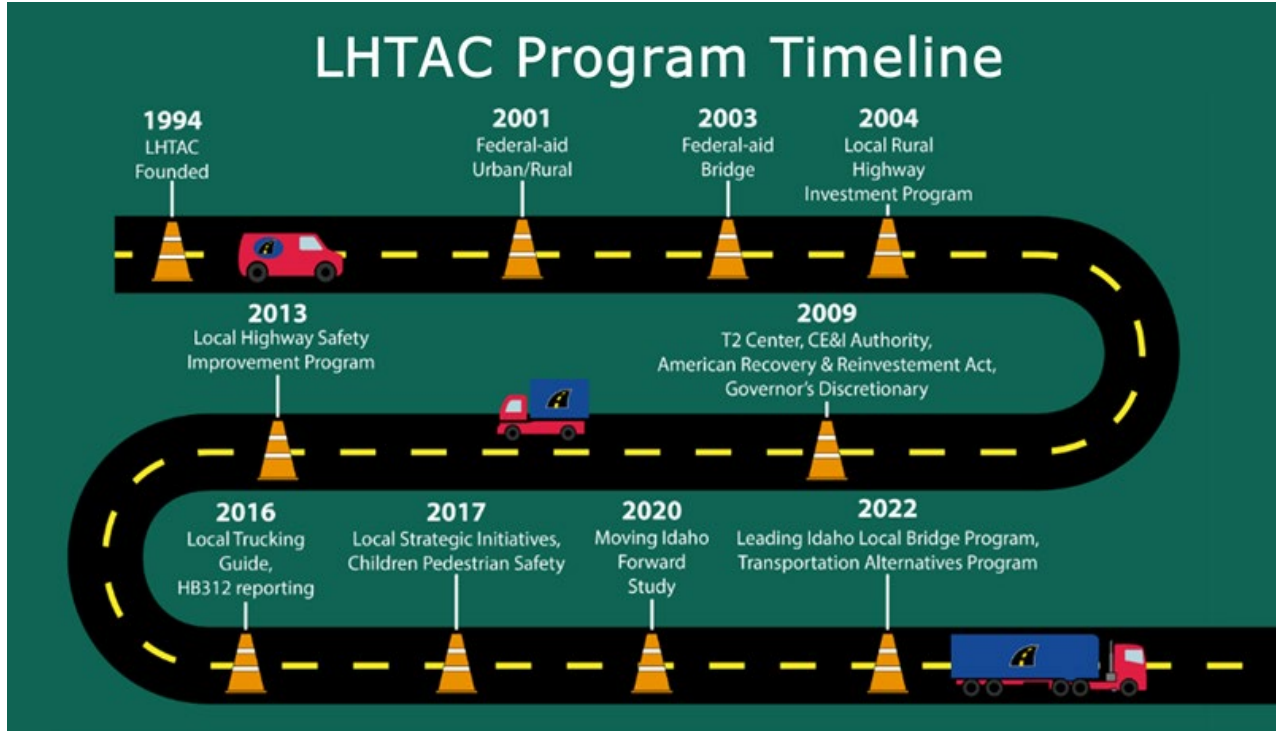 LHTAC Program Timeline
1994
LHTAC
Founded
2001
Federal-aid
Urban/Rural
2003
Federal-aid
Bridge
2004
Local Rural
Highway
Investment Program
2009
T2 Center, CE&I Authority,
American Recovery & Reinvestement Act,
Governor's Discretionary
2013
Local Highway Safety
Improvement Program
2016
Local Trucking
Guide,
HB312 reporting
2017
Local Strategic Initiatives,
Children Pedestrian Safety
2020
Moving Idaho
Forward
Study
2022
Leading Idaho Local Bridge Program,
Transportation Alternatives Program